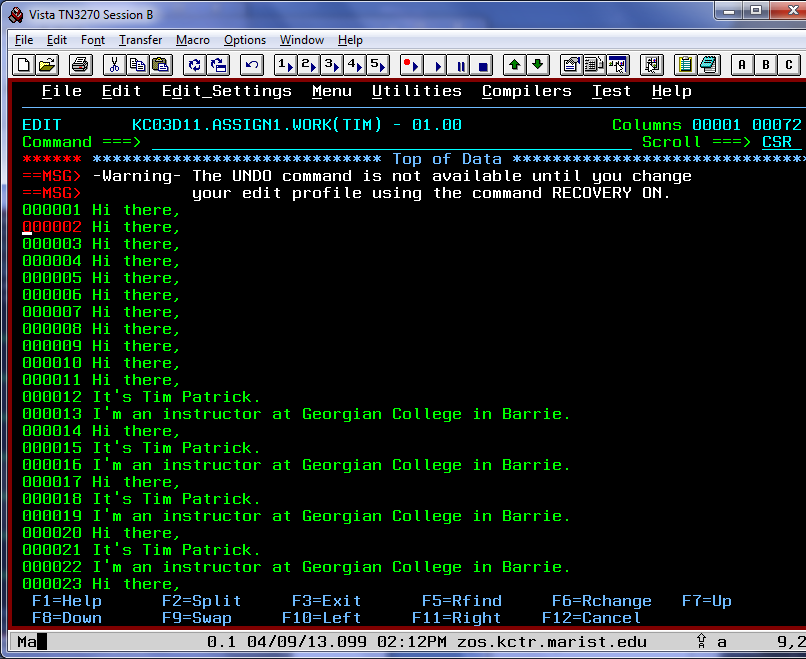 Vista TN3270 Session B
File Edit Font Transfer Macro Options Window Help
1 2 3 4 5 A B C
File Edit Edit_Settings Menu Utilities Compilers Test Help
EDIT KC03D11.ASSIGN1.WORK(TIM) - 01.00 Columns 00001 00072
Command ===> Scroll ===> CSR
****** ***************************** Top of Data *****************************
==MSG> -Warning- The UNDO command is not available until you change
==MSG> your edit profile using the command RECOVERY ON.
000001 Hi there,
000002 Hi there,
000003 Hi there,
000004 Hi there,
000005 Hi there,
000006 Hi there,
000007 Hi there,
000008 Hi there,
000009 Hi there,
000010 Hi there,
000011 Hi there,
000012 It's Tim Patrick.
000013 I'm an instructor at Georgian College in Barrie.
000014 Hi there,
000015 It's Tim Patrick.
000016 I'm an instructor at Georgian College in Barrie.
000017 Hi there,
000018 It's Tim Patrick.
000019 I'm an instructor at Georgian College in Barrie.
000020 Hi there,
000021 It's Tim Patrick.
000022 I'm an instructor at Georgian College in Barrie.
000023 Hi there,
F1=Help F2=Split F3=Exit F5=Rfind F6=Rchange F7=Up
F8=Down F9=Swap F10=Left F11=Right F12=Cancel
Ma 0.1 04/09/13.099 02:12PM zos.kctr.marist.edu a 9,2